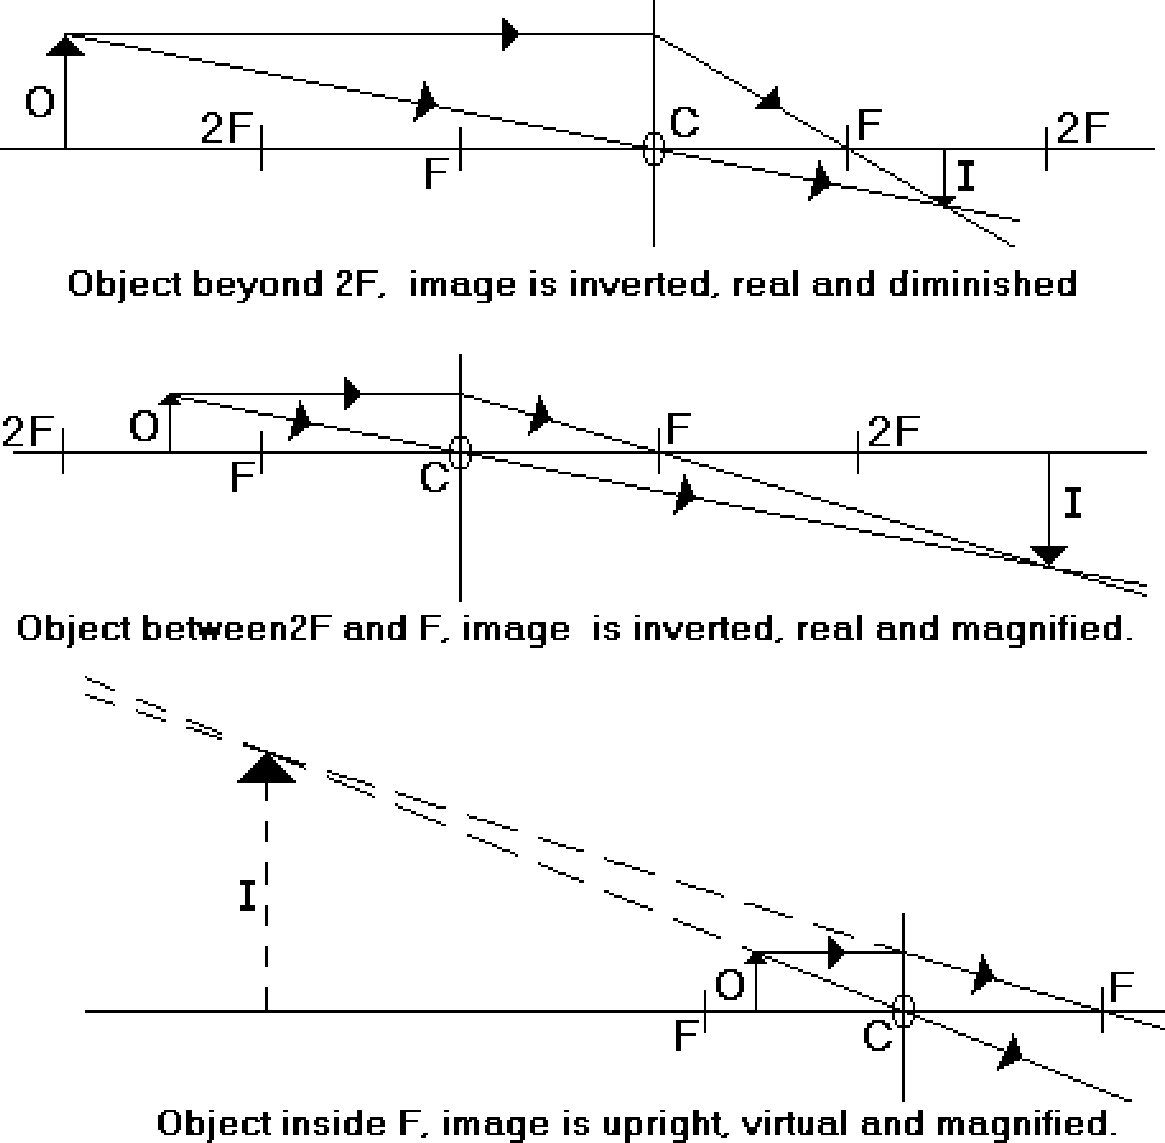 O
2F
F
C
F
I
2F
Object beyond 2F, image is inverted, real and diminished
2F
O
F
C
F
2F
I
Object between2F and F, image is inverted, real and magnified.
I
F
O
C
F
Object inside F, image is upright, virtual and magnified.